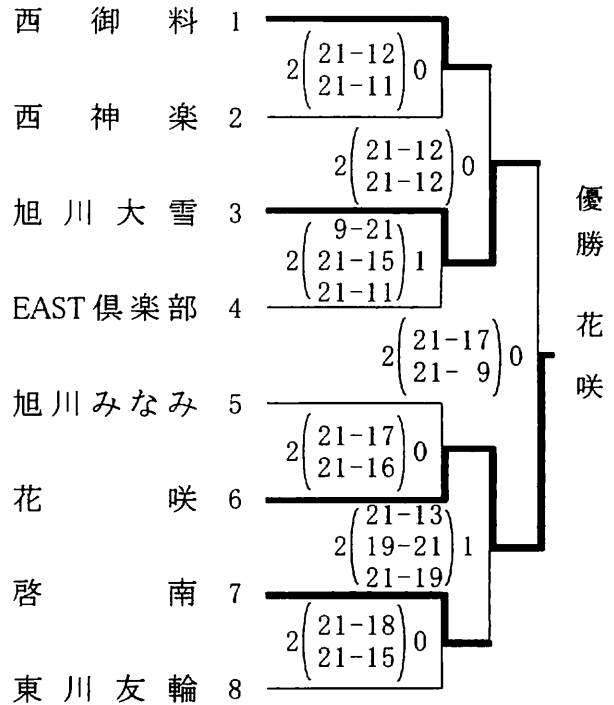 西御料 1
2(21-12 21-11)0
西神楽 2
2(21-12 21-12)0
旭川大雪 3
2(9-21 21-15 21-11)1
EAST倶楽部 4
2(21-17 21-9)0
優勝 花咲
旭川みなみ 5
2(21-17 21-16)0
花咲 6
2(21-13 19-21 21-19)1
啓南 7
2(21-18 21-15)0
東川友輪 8